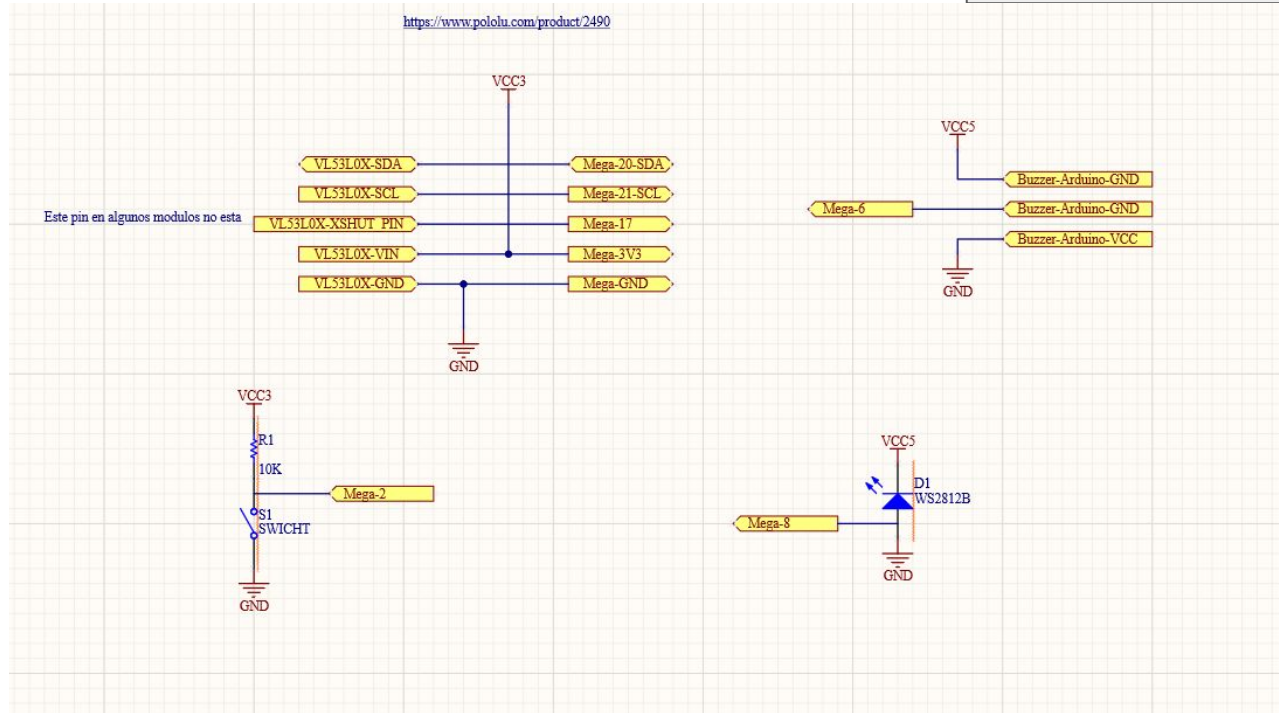 https://www.pololu.com/product/2490
VCC3
VL53L0X-SDA
Mega-20-SDA
VL53L0X-SCL
Mega-21-SCL
Este pin en algunos modulos no esta
VL53L0X-XSHUT_PIN
Mega-17
VL53L0X-VIN
Mega-3V3
VL53L0X-GND
Mega-GND
GND
VCC5
Buzzer-Arduino-GND
Mega-6
Buzzer-Arduino-GND
Buzzer-Arduino-VCC
GND
VCC3
R1
10K
Mega-2
S1
SWICHT
GND
VCC5
D1
WS2812B
Mega-8
GND